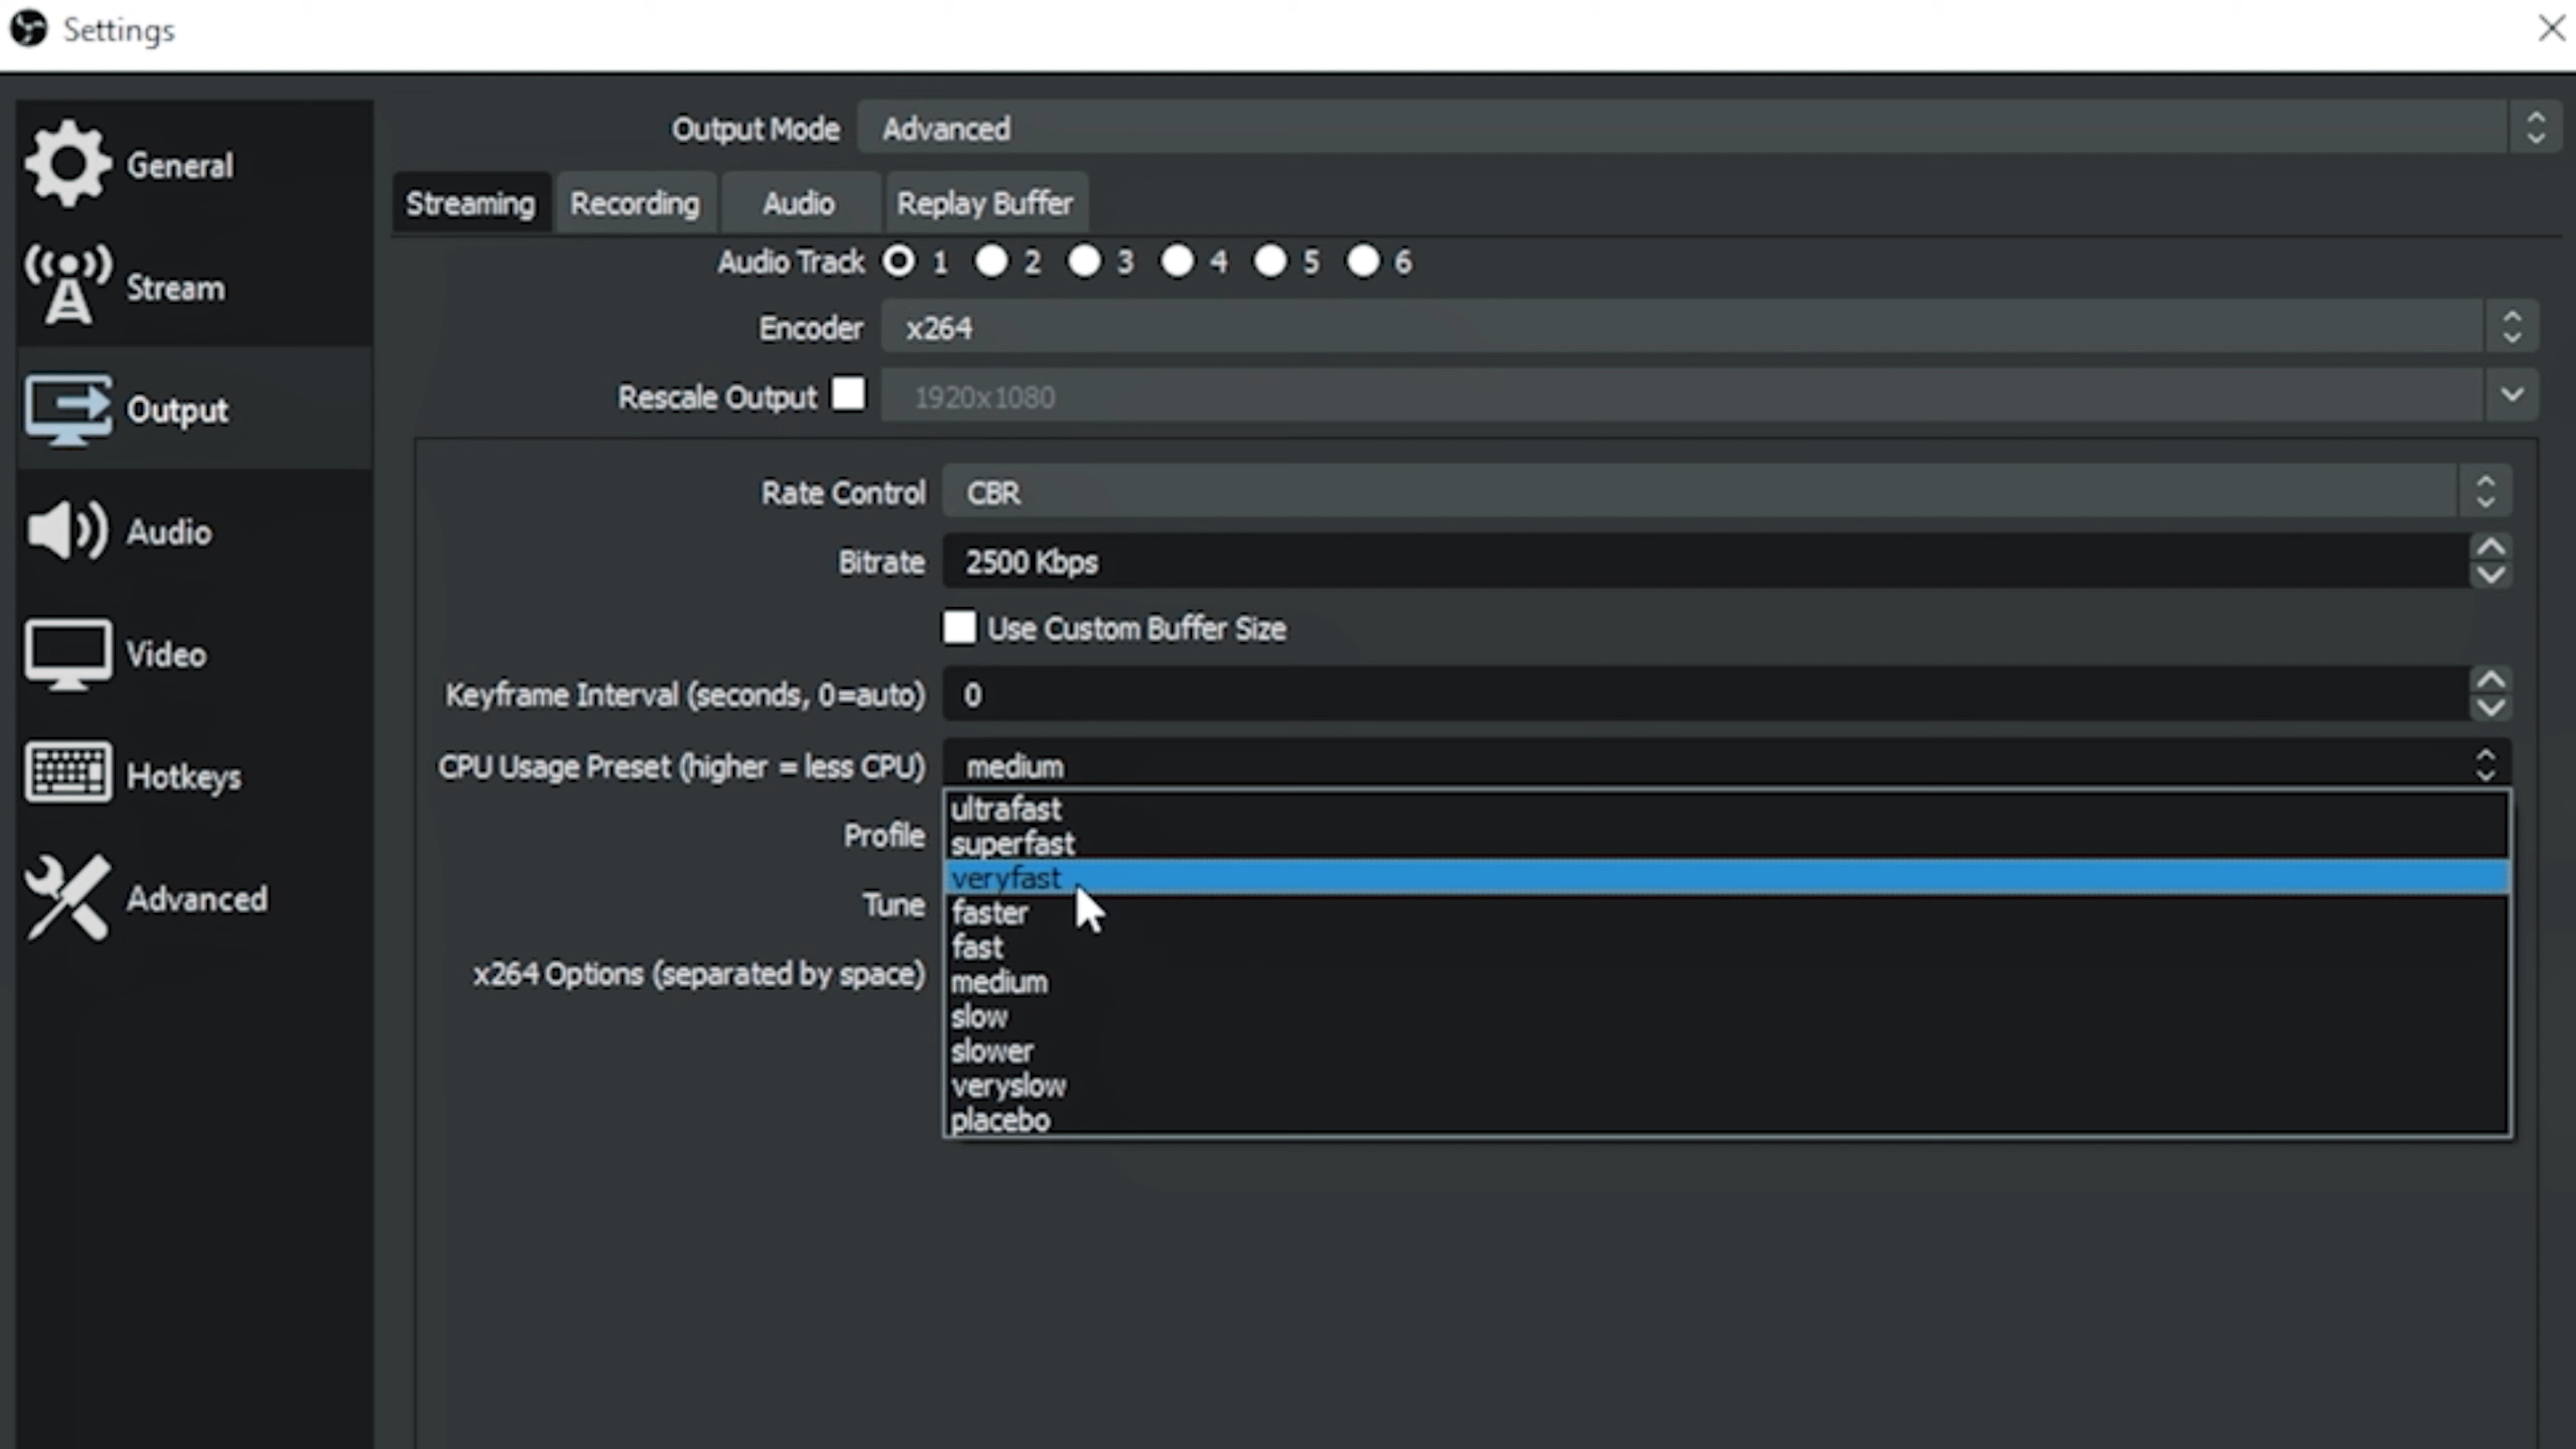 Settings
General
Stream
Output
Audio
Video
Hotkeys
Advanced
Output Mode Advanced
Streaming Recording Audio Replay Buffer
Audio Track 1 2 3 4 5 6
Encoder x264
Rescale Output 1920x1080
Rate Control CBR
Bitrate 2500 Kbps
Use Custom Buffer Size
Keyframe Interval (seconds, 0=auto) 0
CPU Usage Preset (higher = less CPU) medium
ultrafast
Profile
superfast
veryfast
Tune
faster
fast
x264 Options (separated by space)
medium
slow
slower
veryslow
placebo